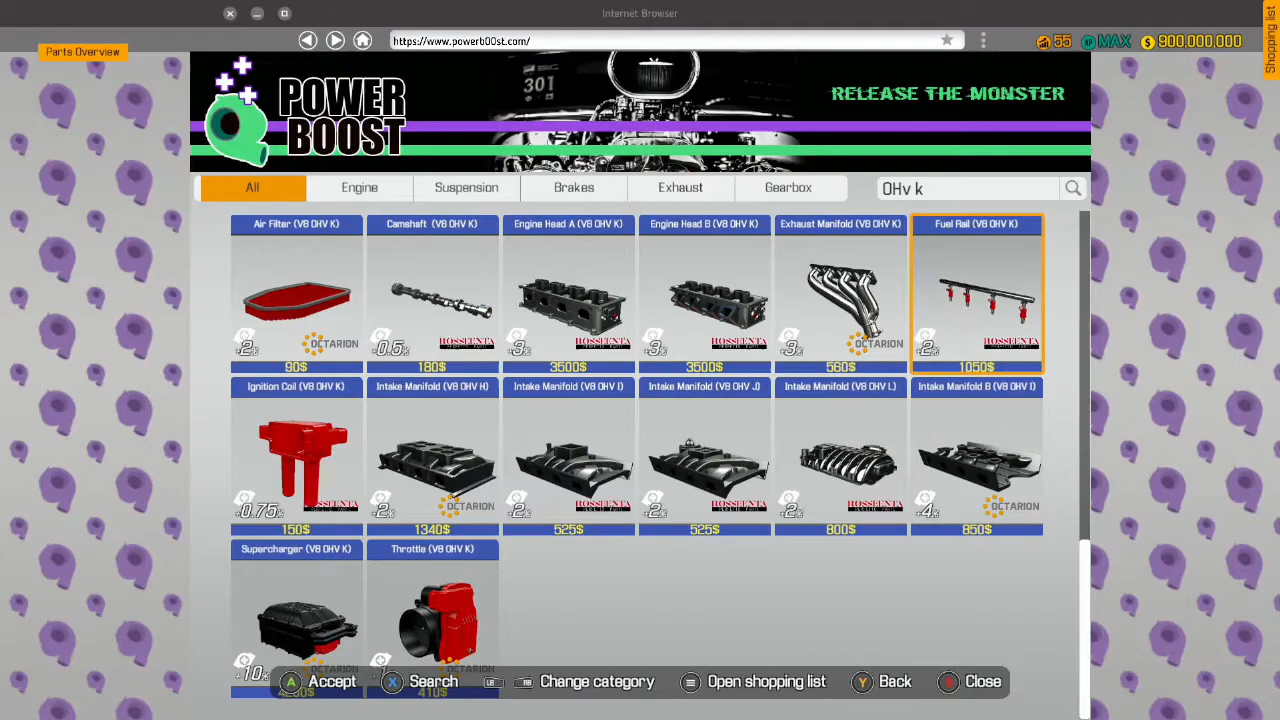 Internet Browser
Shopping list
https://www.powerb00st.com/
55
XP MAX
$ 900,000,000
Parts Overview
POWER BOOST
301
RELEASE THE MONSTER
All
Engine
Suspension
Brakes
Exhaust
Gearbox
OHv k
Air Filter (V8 OHV K)
Camshaft (V8 OHV K)
Engine Head A (V8 OHV K)
Engine Head B (V8 OHV K)
Exhaust Manifold (V8 OHV K)
Fuel Rail (V8 OHV K)
+2%
OCTARION
+0.5%
ROSSFENTA
+3%
ROSSFENTA
+3%
ROSSFENTA
+3%
OCTARION
+2%
ROSSFENTA
90$
180$
3500$
3500$
560$
1050$
Ignition Coil (V8 OHV K)
Intake Manifold (V8 OHV H)
Intake Manifold (V8 OHV I)
Intake Manifold (V8 OHV J)
Intake Manifold (V8 OHV L)
Intake Manifold B (V8 OHV I)
+0.75%
ROSSFENTA
+2%
OCTARION
+2%
ROSSFENTA
+2%
ROSSFENTA
+2%
ROSSFENTA
+4%
OCTARION
150$
1340$
525$
525$
800$
850$
Supercharger (V8 OHV K)
Throttle (V8 OHV K)
+10%
OCTARION
OCTARION
410$
A Accept
X Search
LB RB Change category
Open shopping list
Y Back
Close